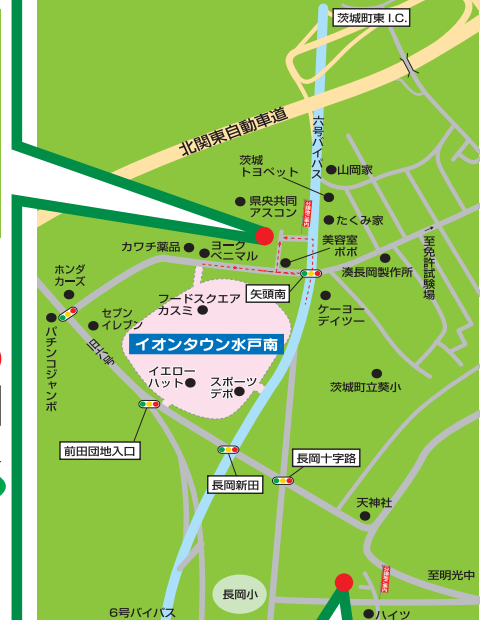 茨城町東 I.C.
北関東自動車道
六号バイパス
茨城
トヨペット
山岡家
県央共同
アスコン
たくみ家
至免許試験場
カワチ薬品
ヨーク
ベニマル
美容室
ポポ
湊長岡製作所
ホンダ
カーズ
矢頭南
フードスクエア
カスミ
ケーヨー
デイツー
セブン
イレブン
パチンコジャンボ
旧六号
イオンタウン水戸南
イエロー
ハット
スポーツ
デポ
茨城町立葵小
前田団地入口
長岡十字路
長岡新田
天神社
至明光中
長岡小
6号バイパス
ハイツ